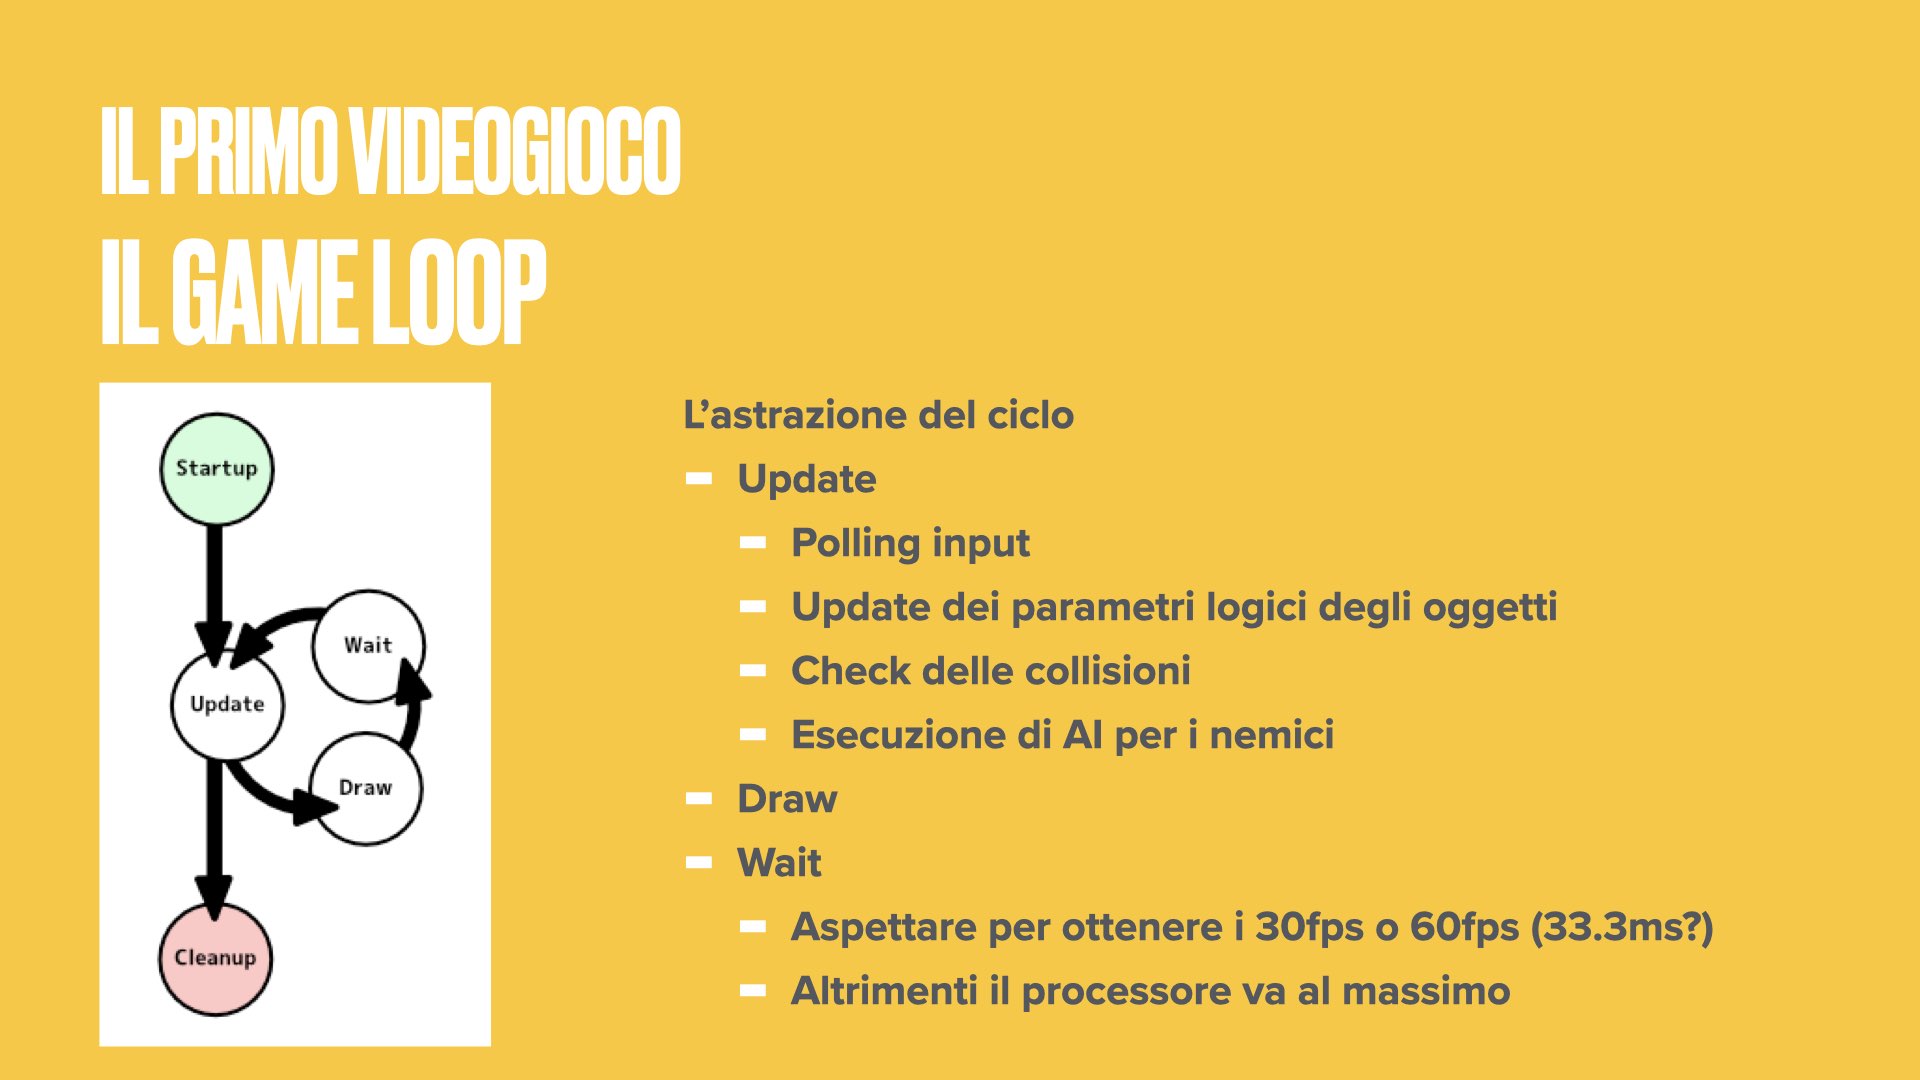 IL PRIMO VIDEOGIOCO
IL GAME LOOP
Startup
Wait
Update
Draw
Cleanup
L’astrazione del ciclo
Update
Polling input
Update dei parametri logici degli oggetti
Check delle collisioni
Esecuzione di AI per i nemici
Draw
Wait
Aspettare per ottenere i 30fps o 60fps (33.3ms?)
Altrimenti il processore va al massimo